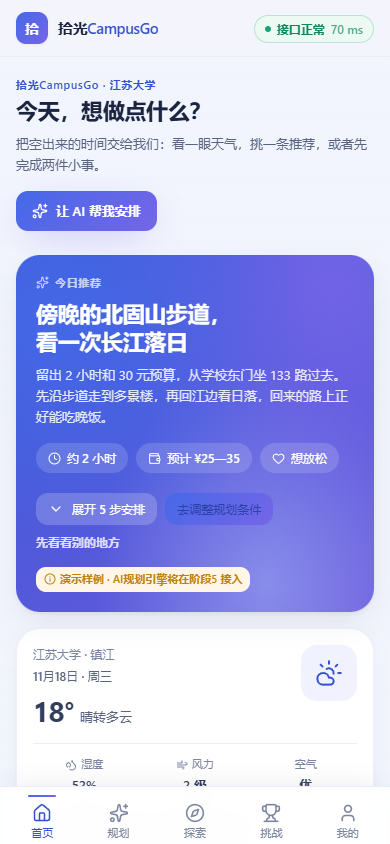 拾
拾光CampusGo
接口正常 70 ms
拾光CampusGo · 江苏大学
今天，想做点什么？
把空出来的时间交给我们：看一眼天气，挑一条推荐，或者先
完成两件小事。
让 AI 帮我安排
今日推荐
傍晚的北固山步道，
看一次长江落日
留出 2 小时和 30 元预算，从学校东门坐 133 路过去。
先沿步道走到多景楼，再回江边看日落，回来的路上正
好能吃晚饭。
约 2 小时
预计 ¥25—35
想放松
展开 5 步安排
去调整规划条件
先看看别的地方
演示样例 · AI规划引擎将在阶段5 接入
江苏大学 · 镇江
11月18日 · 周三
18° 晴转多云
湿度
风力
空气
52%
2 级
优
首页
规划
探索
挑战
我的